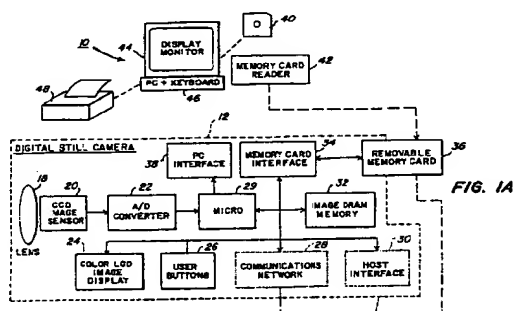 10
44
DISPLAY
MONITOR
40
MEMORY CARD
READER
42
PC + KEYBOARD
46
48
12
DIGITAL STILL CAMERA
38
PC
INTERFACE
34
MEMORY CARD
INTERFACE
REMOVABLE
MEMORY CARD
36
FIG. 1A
18
LENS
20
CCD IMAGE
SENSOR
22
A/D
CONVERTER
29
MICRO
32
IMAGE DRAM
MEMORY
24
COLOR LCD
IMAGE
DISPLAY
26
USER
BUTTONS
28
COMMUNICATIONS
NETWORK
30
HOST
INTERFACE